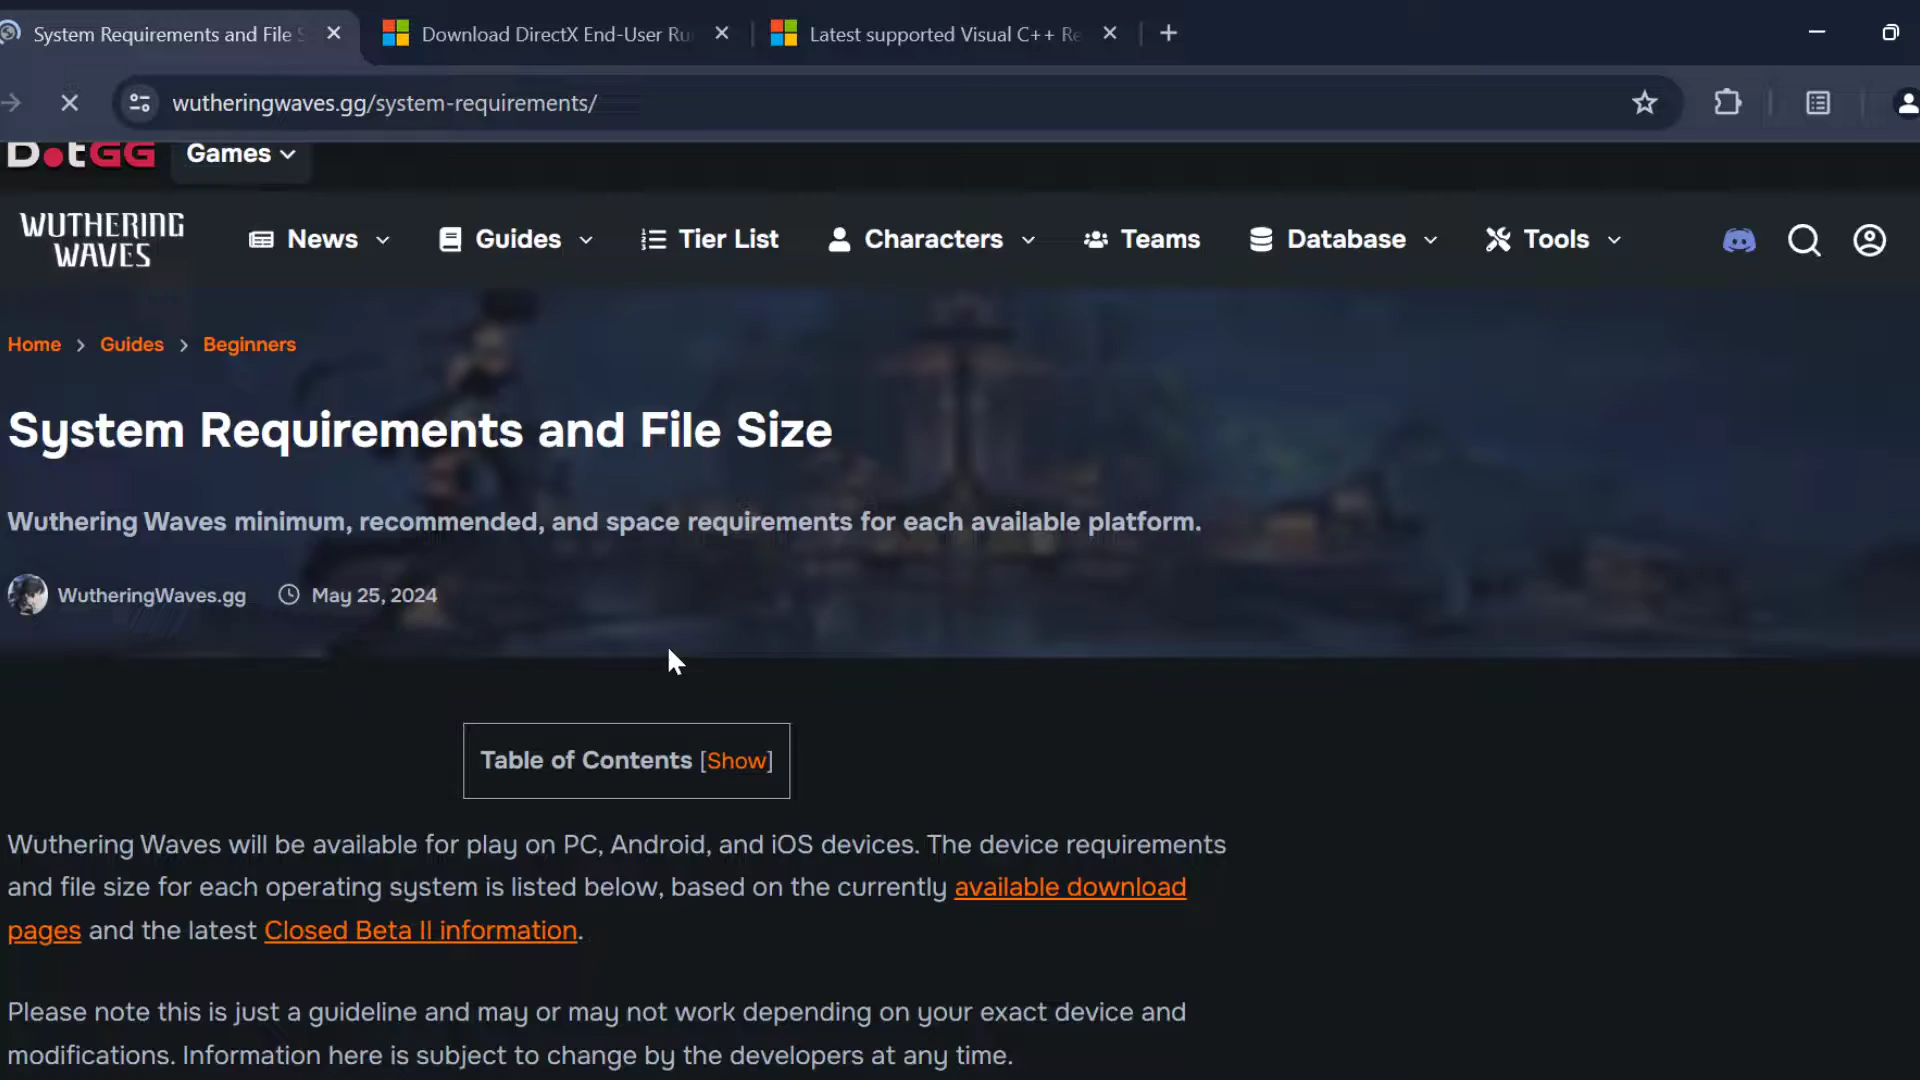 System Requirements and File S
Download DirectX End-User Ru
Latest supported Visual C++ Re
wutheringwaves.gg/system-requirements/
DotGG
Games
WUTHERING
WAVES
News
Guides
Tier List
Characters
Teams
Database
Tools
Home > Guides > Beginners
System Requirements and File Size
Wuthering Waves minimum, recommended, and space requirements for each available platform.
WutheringWaves.gg
May 25, 2024
Table of Contents [Show]
Wuthering Waves will be available for play on PC, Android, and iOS devices. The device requirements
and file size for each operating system is listed below, based on the currently available download
pages and the latest Closed Beta II information.
Please note this is just a guideline and may or may not work depending on your exact device and
modifications. Information here is subject to change by the developers at any time.